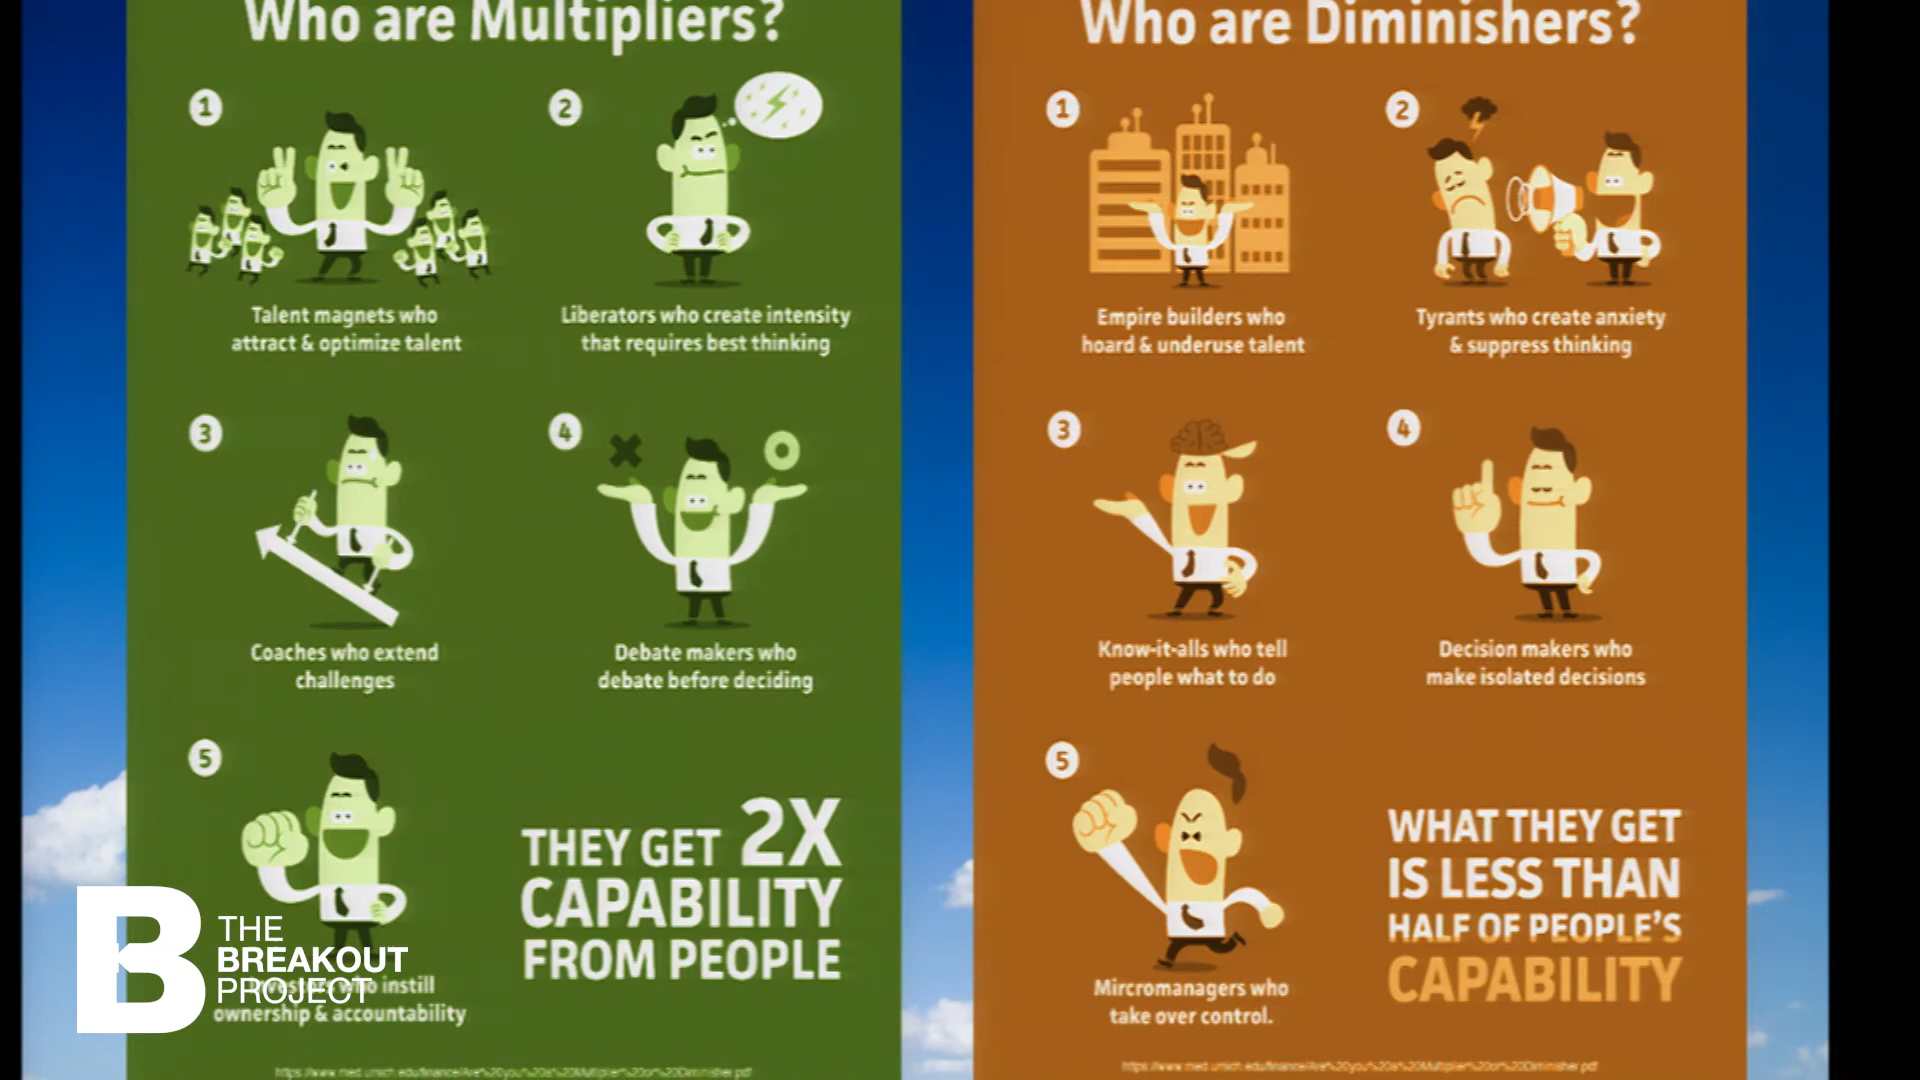 Who are Multipliers?
1
2
Talent magnets who
attract & optimize talent
Liberators who create intensity
that requires best thinking
3
4
Coaches who extend
challenges
Debate makers who
debate before deciding
5
THEY GET 2X
CAPABILITY
FROM PEOPLE
who instill
ownership & accountability
Who are Diminishers?
1
2
Empire builders who
hoard & underuse talent
Tyrants who create anxiety
& suppress thinking
3
4
Know-it-alls who tell
people what to do
Decision makers who
make isolated decisions
5
WHAT THEY GET
IS LESS THAN
HALF OF PEOPLE'S
CAPABILITY
Mircromanagers who
take over control.
B
THE
BREAKOUT
PROJECT